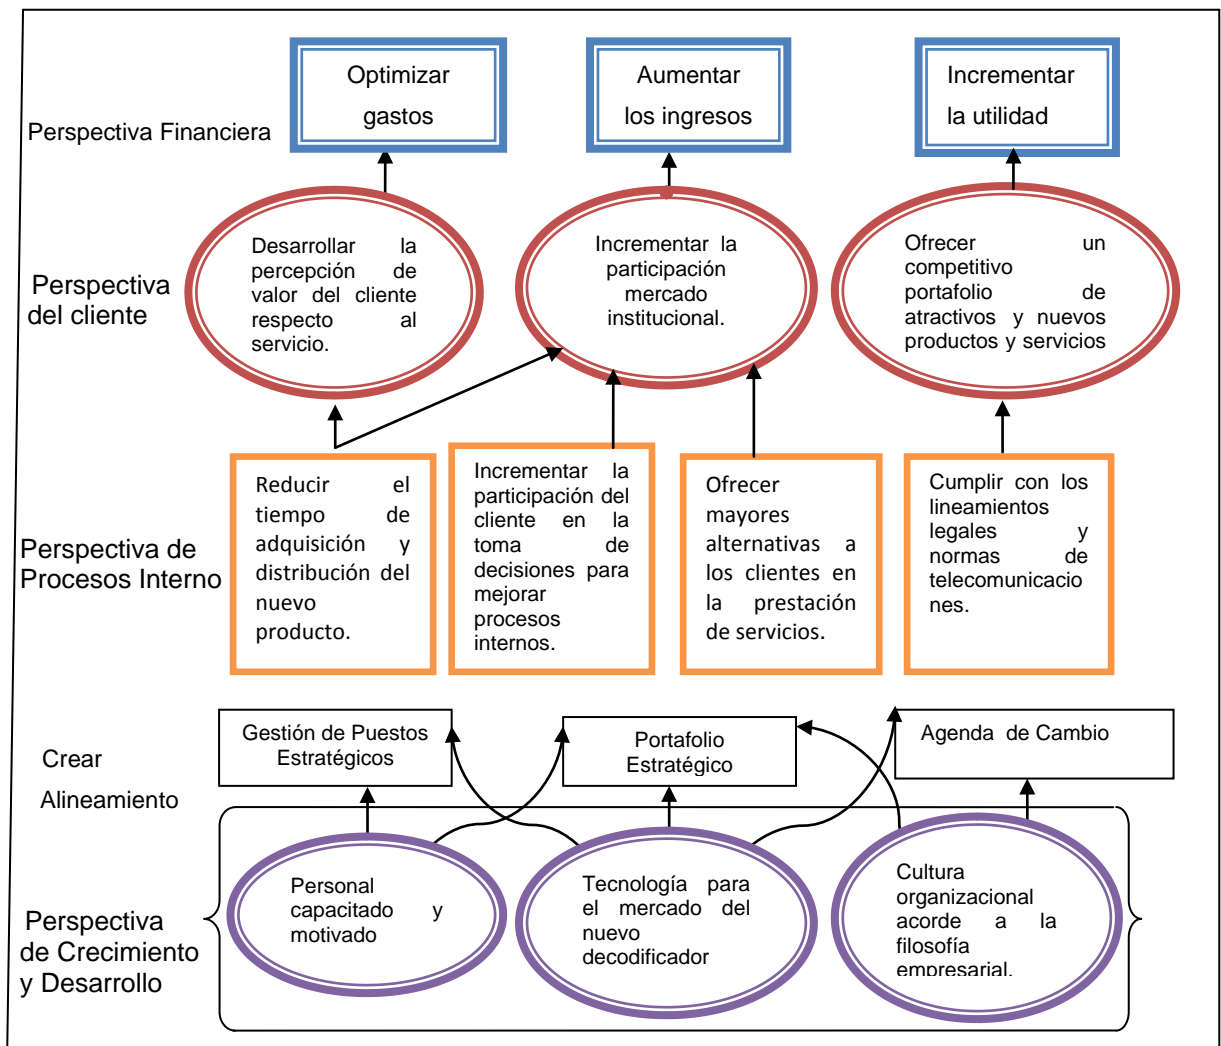 Optimizar
gastos
Aumentar
los ingresos
Incrementar
la utilidad
Perspectiva Financiera
Desarrollar la
percepción de
valor del cliente
respecto al
servicio.
Incrementar la
participación
mercado
institucional.
Ofrecer un
competitivo
portafolio de
atractivos y nuevos
productos y servicios
Perspectiva
del cliente
Reducir el
tiempo de
adquisición y
distribución del
nuevo
producto.
Incrementar la
participación del
cliente en la
toma de
decisiones para
mejorar
procesos
internos.
Ofrecer
mayores
alternativas a
los clientes en
la prestación
de servicios.
Cumplir con los
lineamientos
legales y
normas de
telecomunicacio
nes.
Perspectiva de
Procesos Interno
Gestión de Puestos
Estratégicos
Portafolio
Estratégico
Agenda de Cambio
Crear
Alineamiento
Personal
capacitado y
motivado
Tecnología para
el mercado del
nuevo
decodificador
Cultura
organizacional
acorde a la
filosofía
empresarial.
Perspectiva
de Crecimiento
y Desarrollo